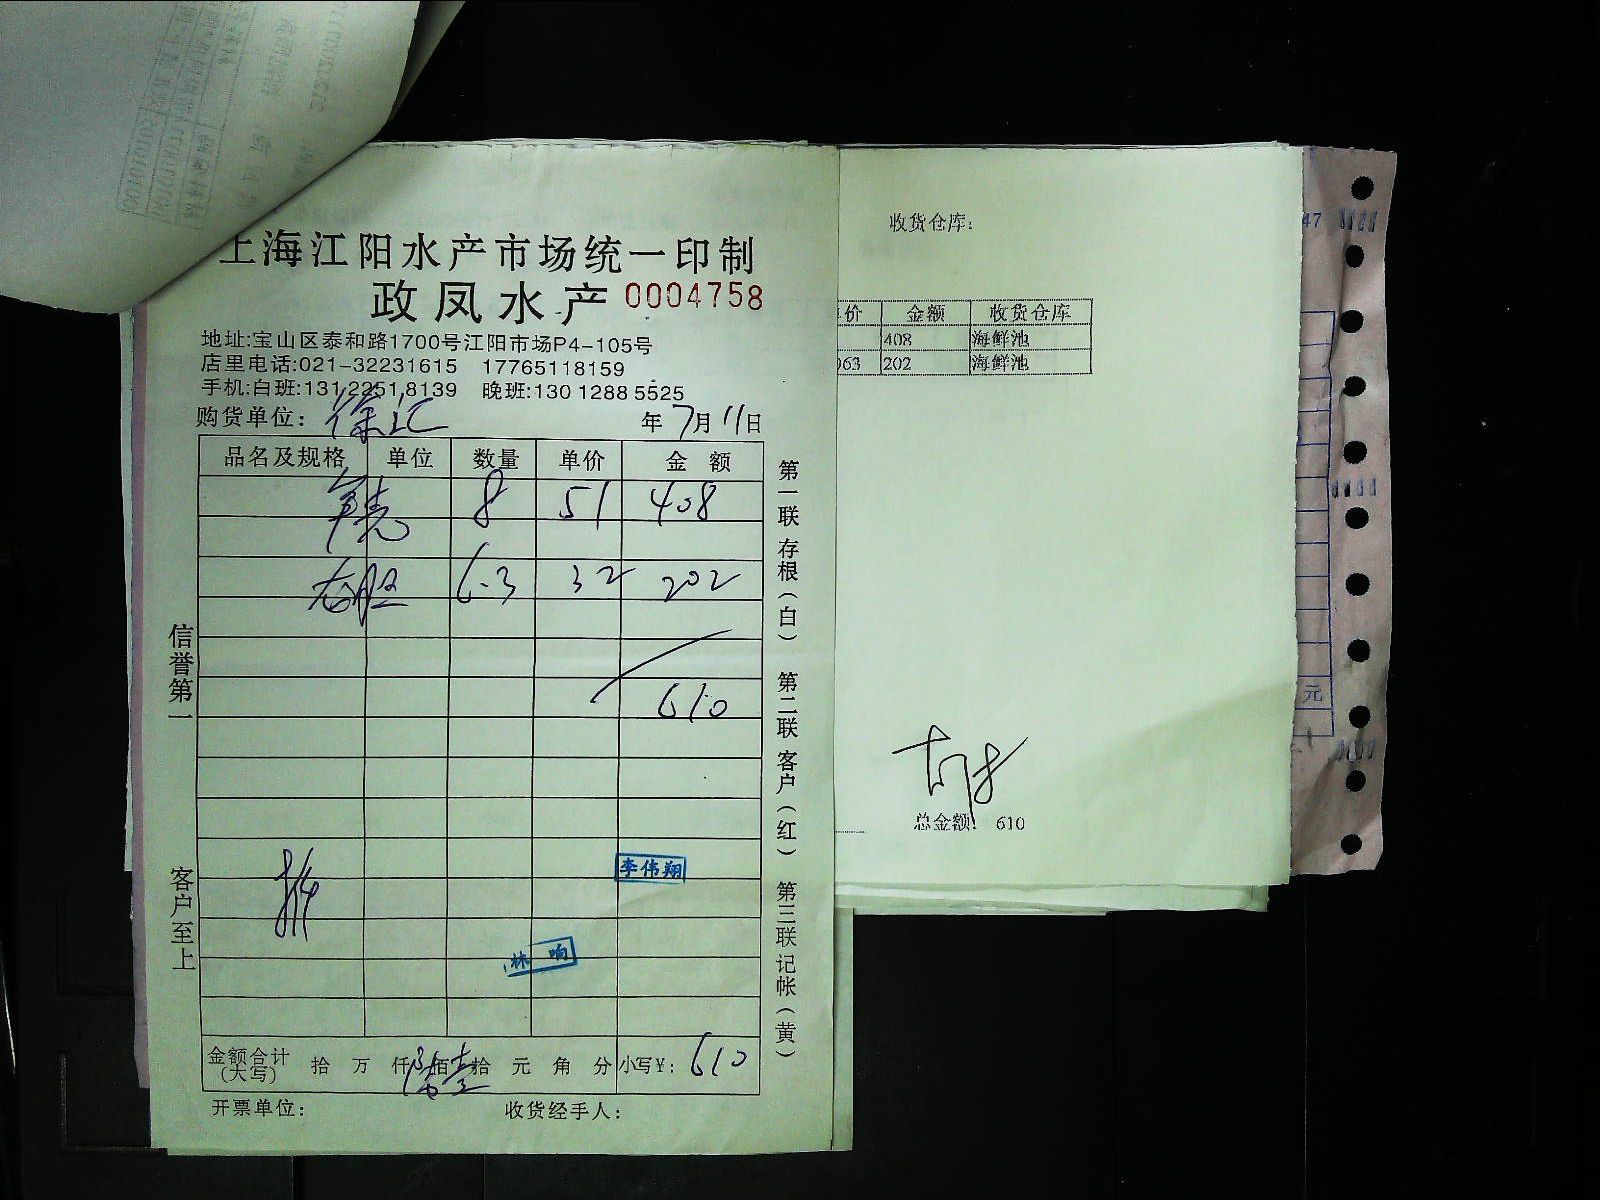 上海江阳水产市场统一印制
政凤水产 0004758
地址:宝山区泰和路1700号江阳市场P4-105号
店里电话:021-32231615 17765118159
手机:白班:13122518139 晚班:13012885525
购货单位: 徐汇 年7月11日
品名及规格 单位 数量 单价 金额
8 51 408
6.3 32 202
610
李伟翔
林响
金额合计(大写) 拾 万 仟 陆佰壹拾 元 角 分 小写¥: 610
开票单位: 收货经手人:
信誉第一
客户至上
第一联存根(白) 第二联客户(红) 第三联记帐(黄)
收货仓库:
价 金额 收货仓库
408 海鲜池
063 202 海鲜池
总金额: 610
47
元